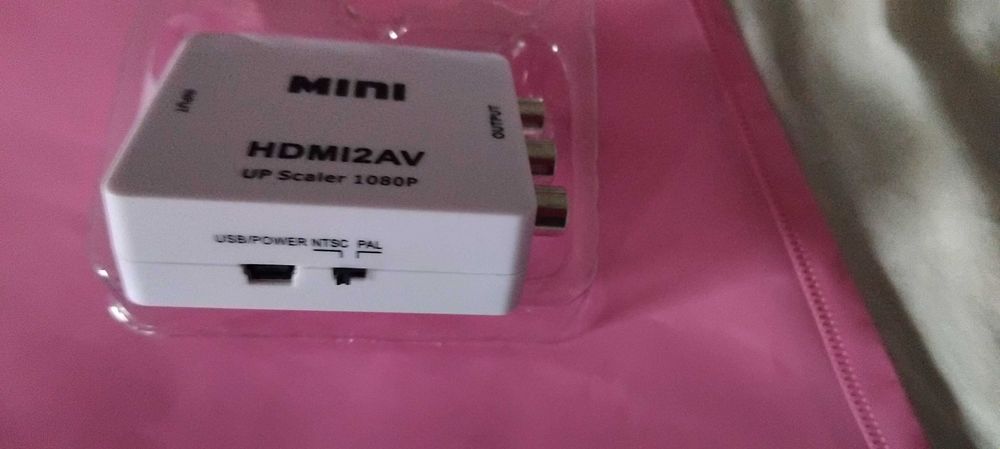 MINI
INPUT
OUTPUT
HDMI2AV
UP Scaler 1080P
USB/POWER NTSC PAL